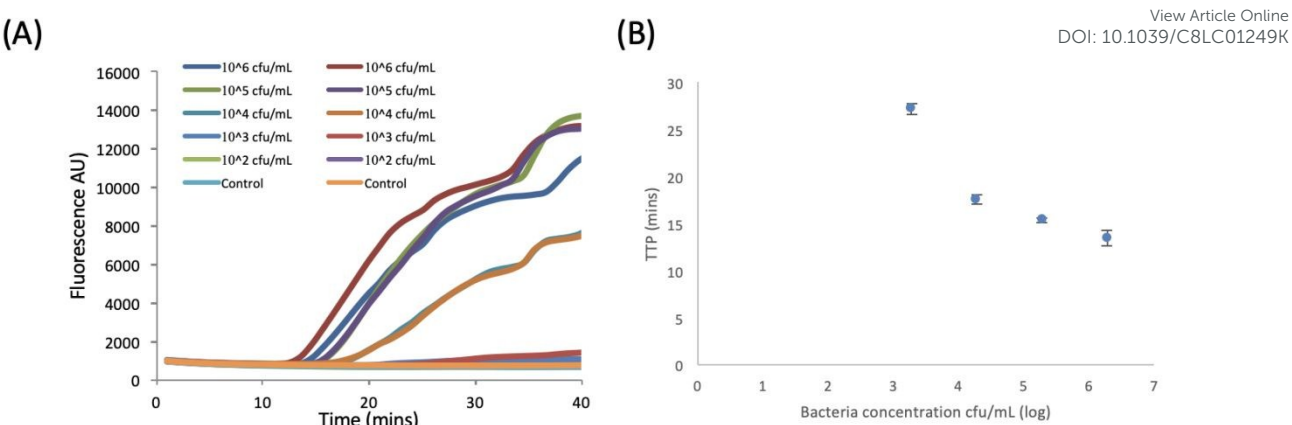 View Article Online
DOI: 10.1039/C8LC01249K
(A)
16000
14000
12000
10000
8000
6000
4000
2000
0
Fluorescence AU)
10^6 cfu/mL 10^6 cfu/mL
10^5 cfu/mL 10^5 cfu/mL
10^4 cfu/mL 10^4 cfu/mL
10^3 cfu/mL 10^3 cfu/mL
10^2 cfu/mL 10^2 cfu/mL
Control Control
0 10 20 30 40
Time (mins)
(B)
30
25
20
15
10
5
0
TTP (mins)
0 1 2 3 4 5 6 7
Bacteria concentration cfu/mL (log)